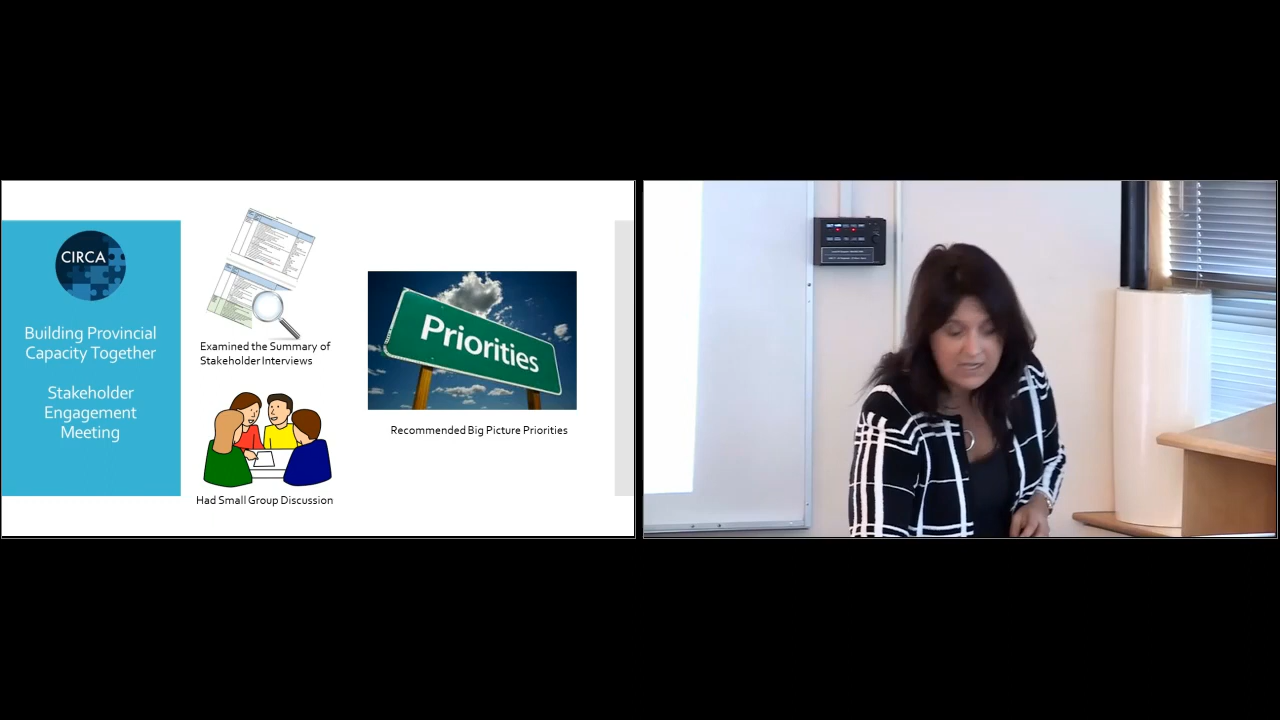 CIRCA
Building Provincial
Capacity Together
Stakeholder
Engagement
Meeting
Examined the Summary of
Stakeholder Interviews
Had Small Group Discussion
Priorities
Recommended Big Picture Priorities